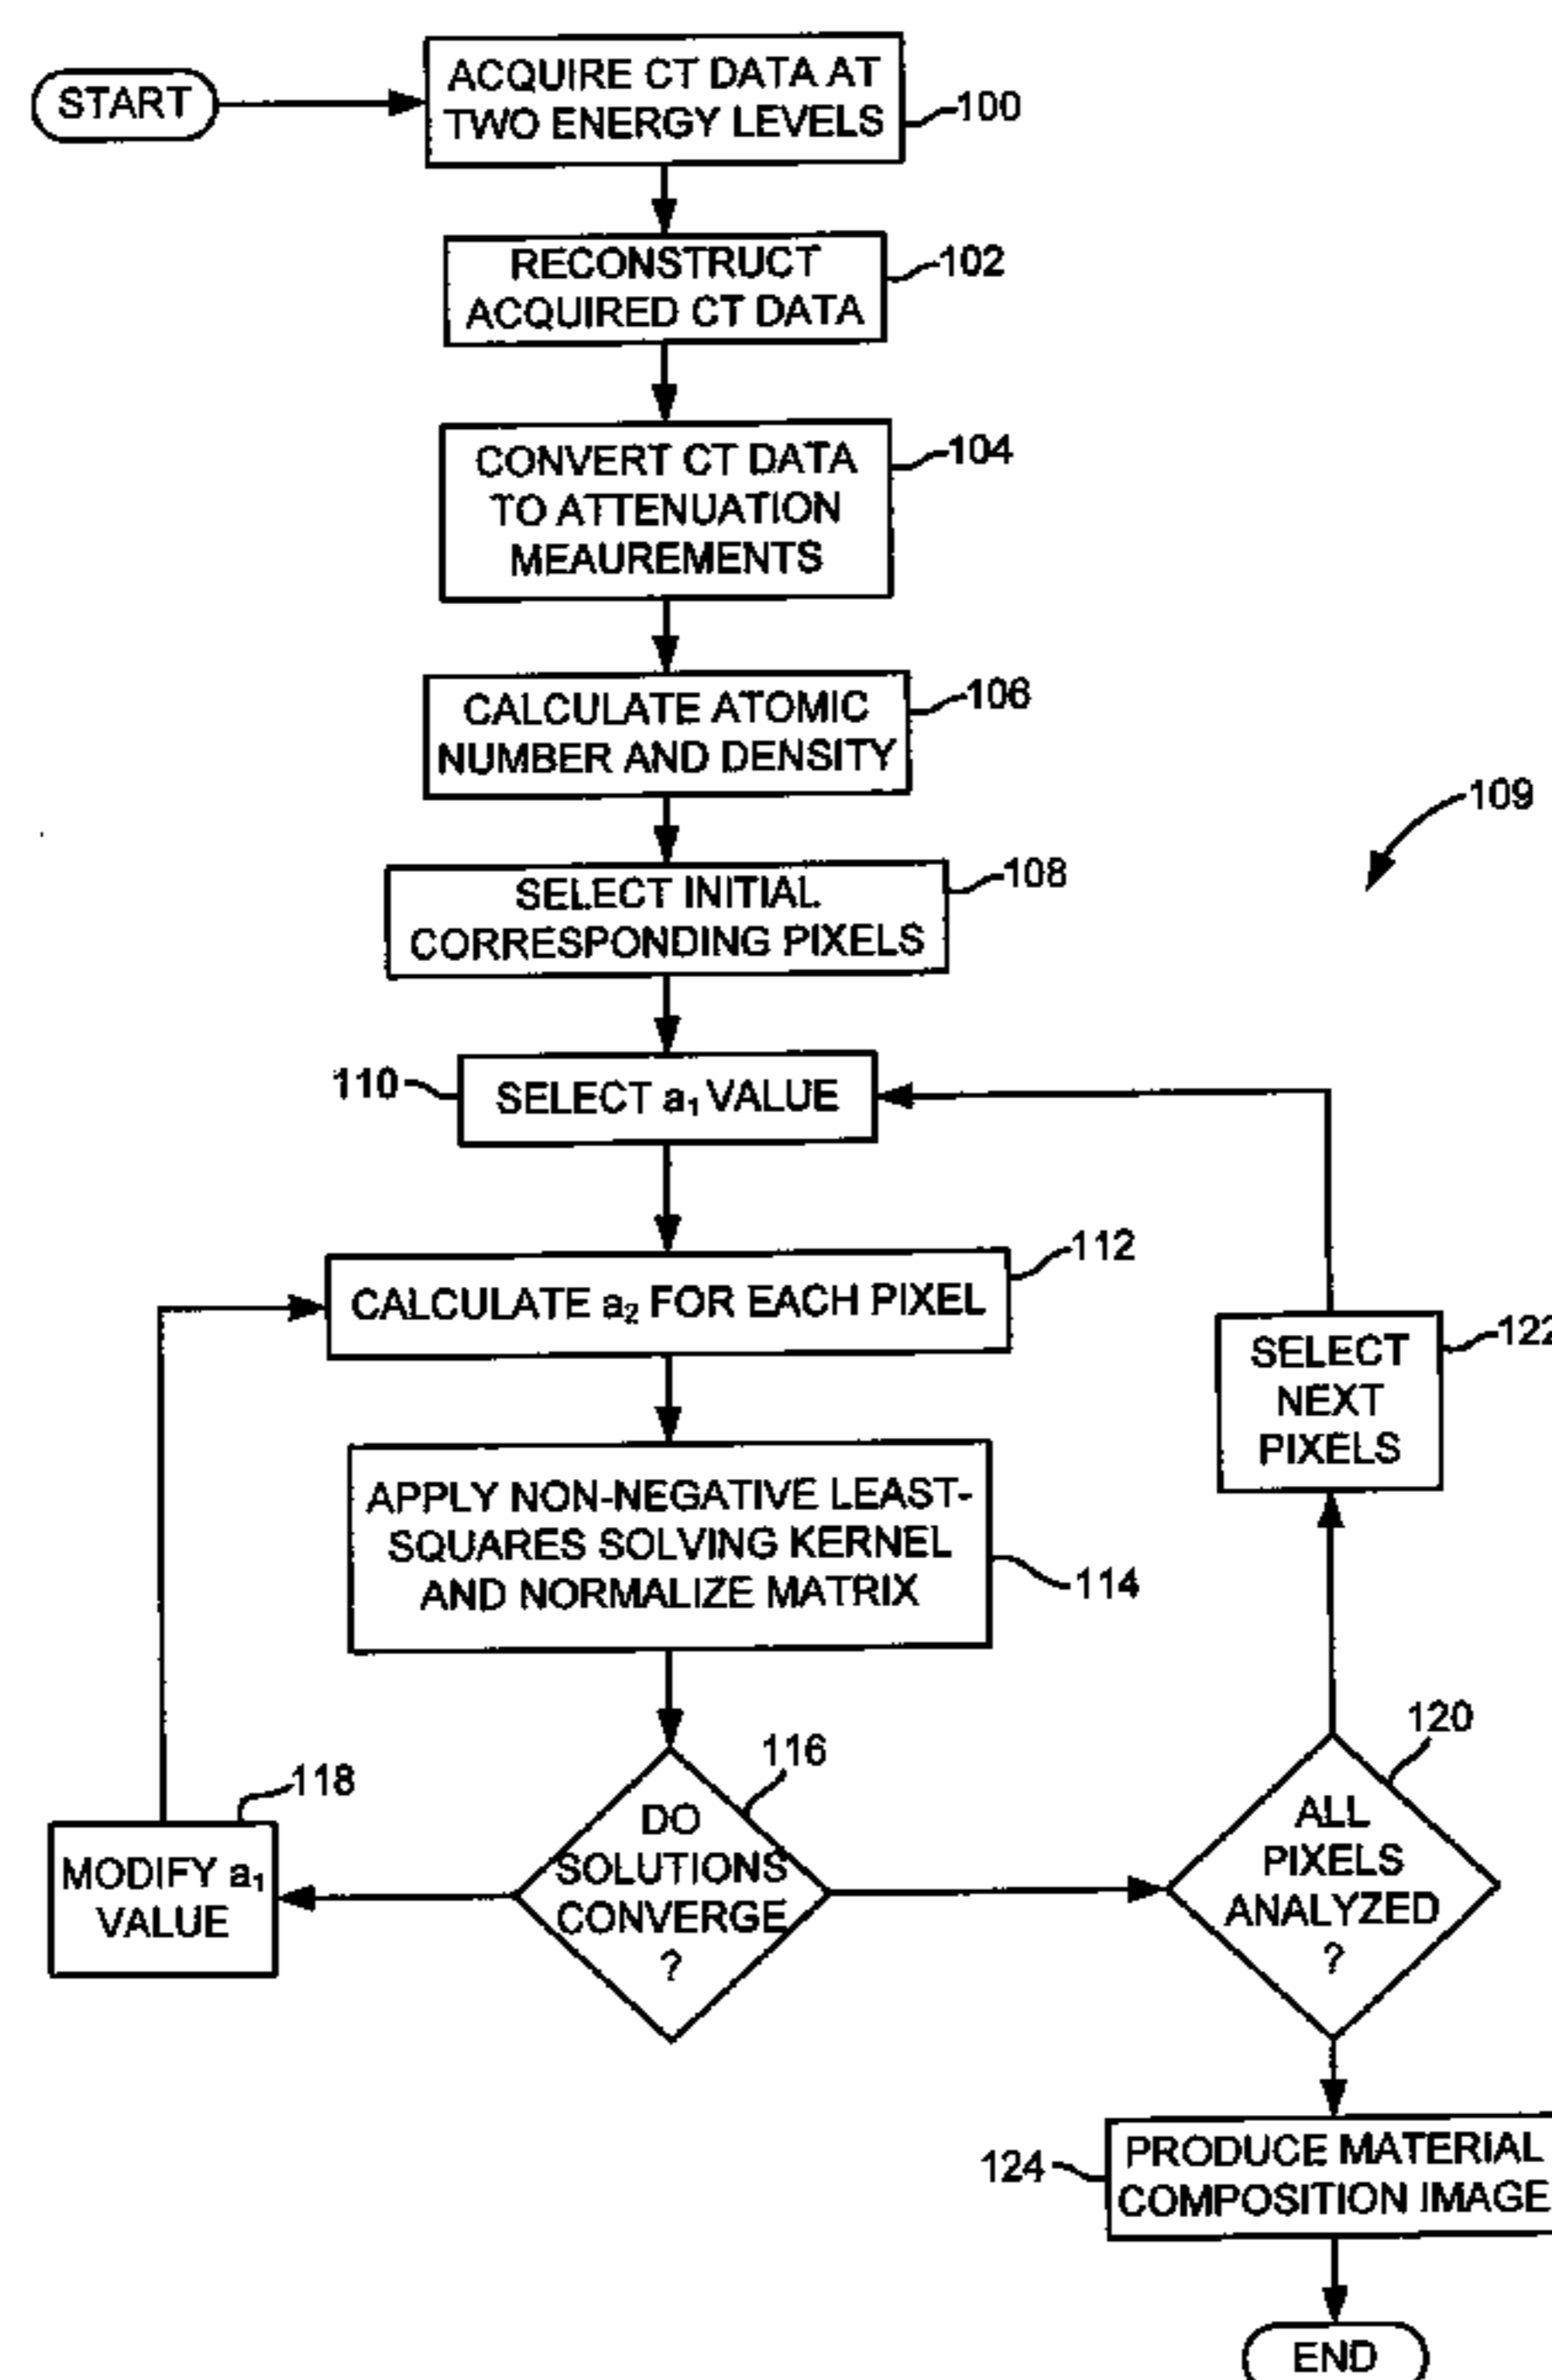 START
ACQUIRE CT DATA AT
TWO ENERGY LEVELS
100
RECONSTRUCT
ACQUIRED CT DATA
102
CONVERT CT DATA
TO ATTENUATION
MEAUREMENTS
104
CALCULATE ATOMIC
NUMBER AND DENSITY
106
109
SELECT INITIAL
CORRESPONDING PIXELS
108
110
SELECT a₁ VALUE
CALCULATE a₂ FOR EACH PIXEL
112
SELECT
NEXT
PIXELS
122
APPLY NON-NEGATIVE LEAST-
SQUARES SOLVING KERNEL
AND NORMALIZE MATRIX
114
118
MODIFY a₁
VALUE
116
DO
SOLUTIONS
CONVERGE
?
120
ALL
PIXELS
ANALYZED
?
124
PRODUCE MATERIAL
COMPOSITION IMAGE
END